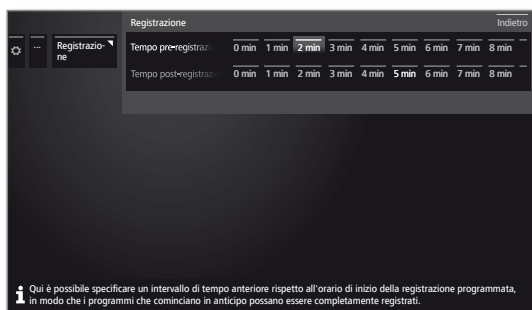 Registrazione
Indietro
...
Registrazio-
ne
Tempo pre-registrazi
0 min 1 min 2 min 3 min 4 min 5 min 6 min 7 min 8 min
Tempo post-registraz
0 min 1 min 2 min 3 min 4 min 5 min 6 min 7 min 8 min
Qui è possibile specificare un intervallo di tempo anteriore rispetto all'orario di inizio della registrazione programmata,
in modo che i programmi che cominciano in anticipo possano essere completamente registrati.